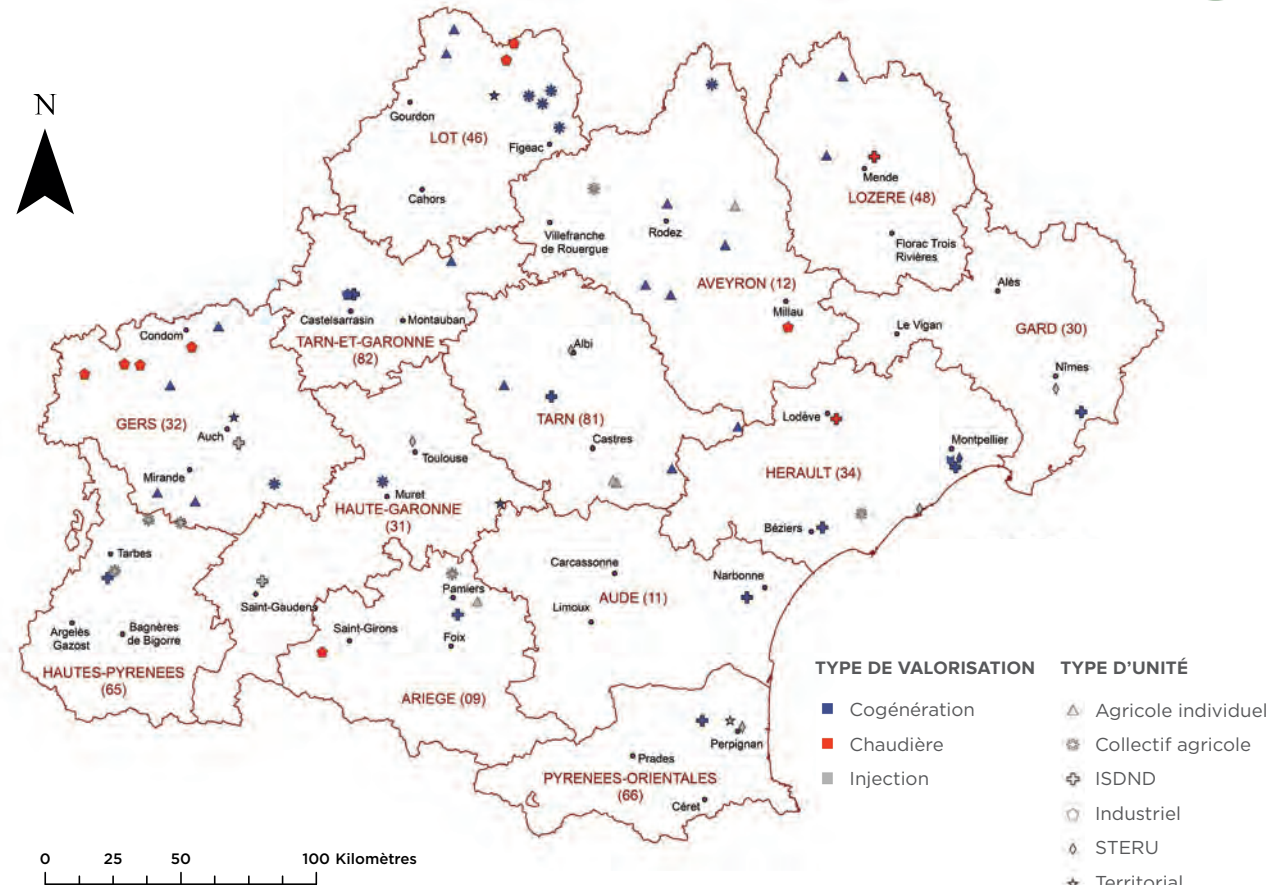 N
Gourdon
LOT (46)
Figeac
Cahors
Mende
LOZERE (48)
Florac Trois
Rivières
Villefranche
de Rouergue
Rodez
AVEYRON (12)
Millau
Alès
Le Vigan
GARD (30)
Nîmes
Castelsarrasin
Montauban
TARN-ET-GARONNE
(82)
Condom
GERS (32)
Auch
Mirande
Albi
TARN (81)
Castres
Lodève
Montpellier
HERAULT (34)
Béziers
Toulouse
Muret
HAUTE-GARONNE
(31)
Tarbes
Argelès
Gazost
Bagnères
de Bigorre
HAUTES-PYRENEES
(65)
Saint-Gaudens
Pamiers
Saint-Girons
Foix
ARIEGE (09)
Carcassonne
Narbonne
AUDE (11)
Limoux
Perpignan
Prades
PYRENEES-ORIENTALES
(66)
Céret
TYPE DE VALORISATION
Cogénération
Chaudière
Injection
TYPE D'UNITÉ
Agricole individuel
Collectif agricole
ISDND
Industriel
STERU
Territorial
0 25 50 100 Kilomètres